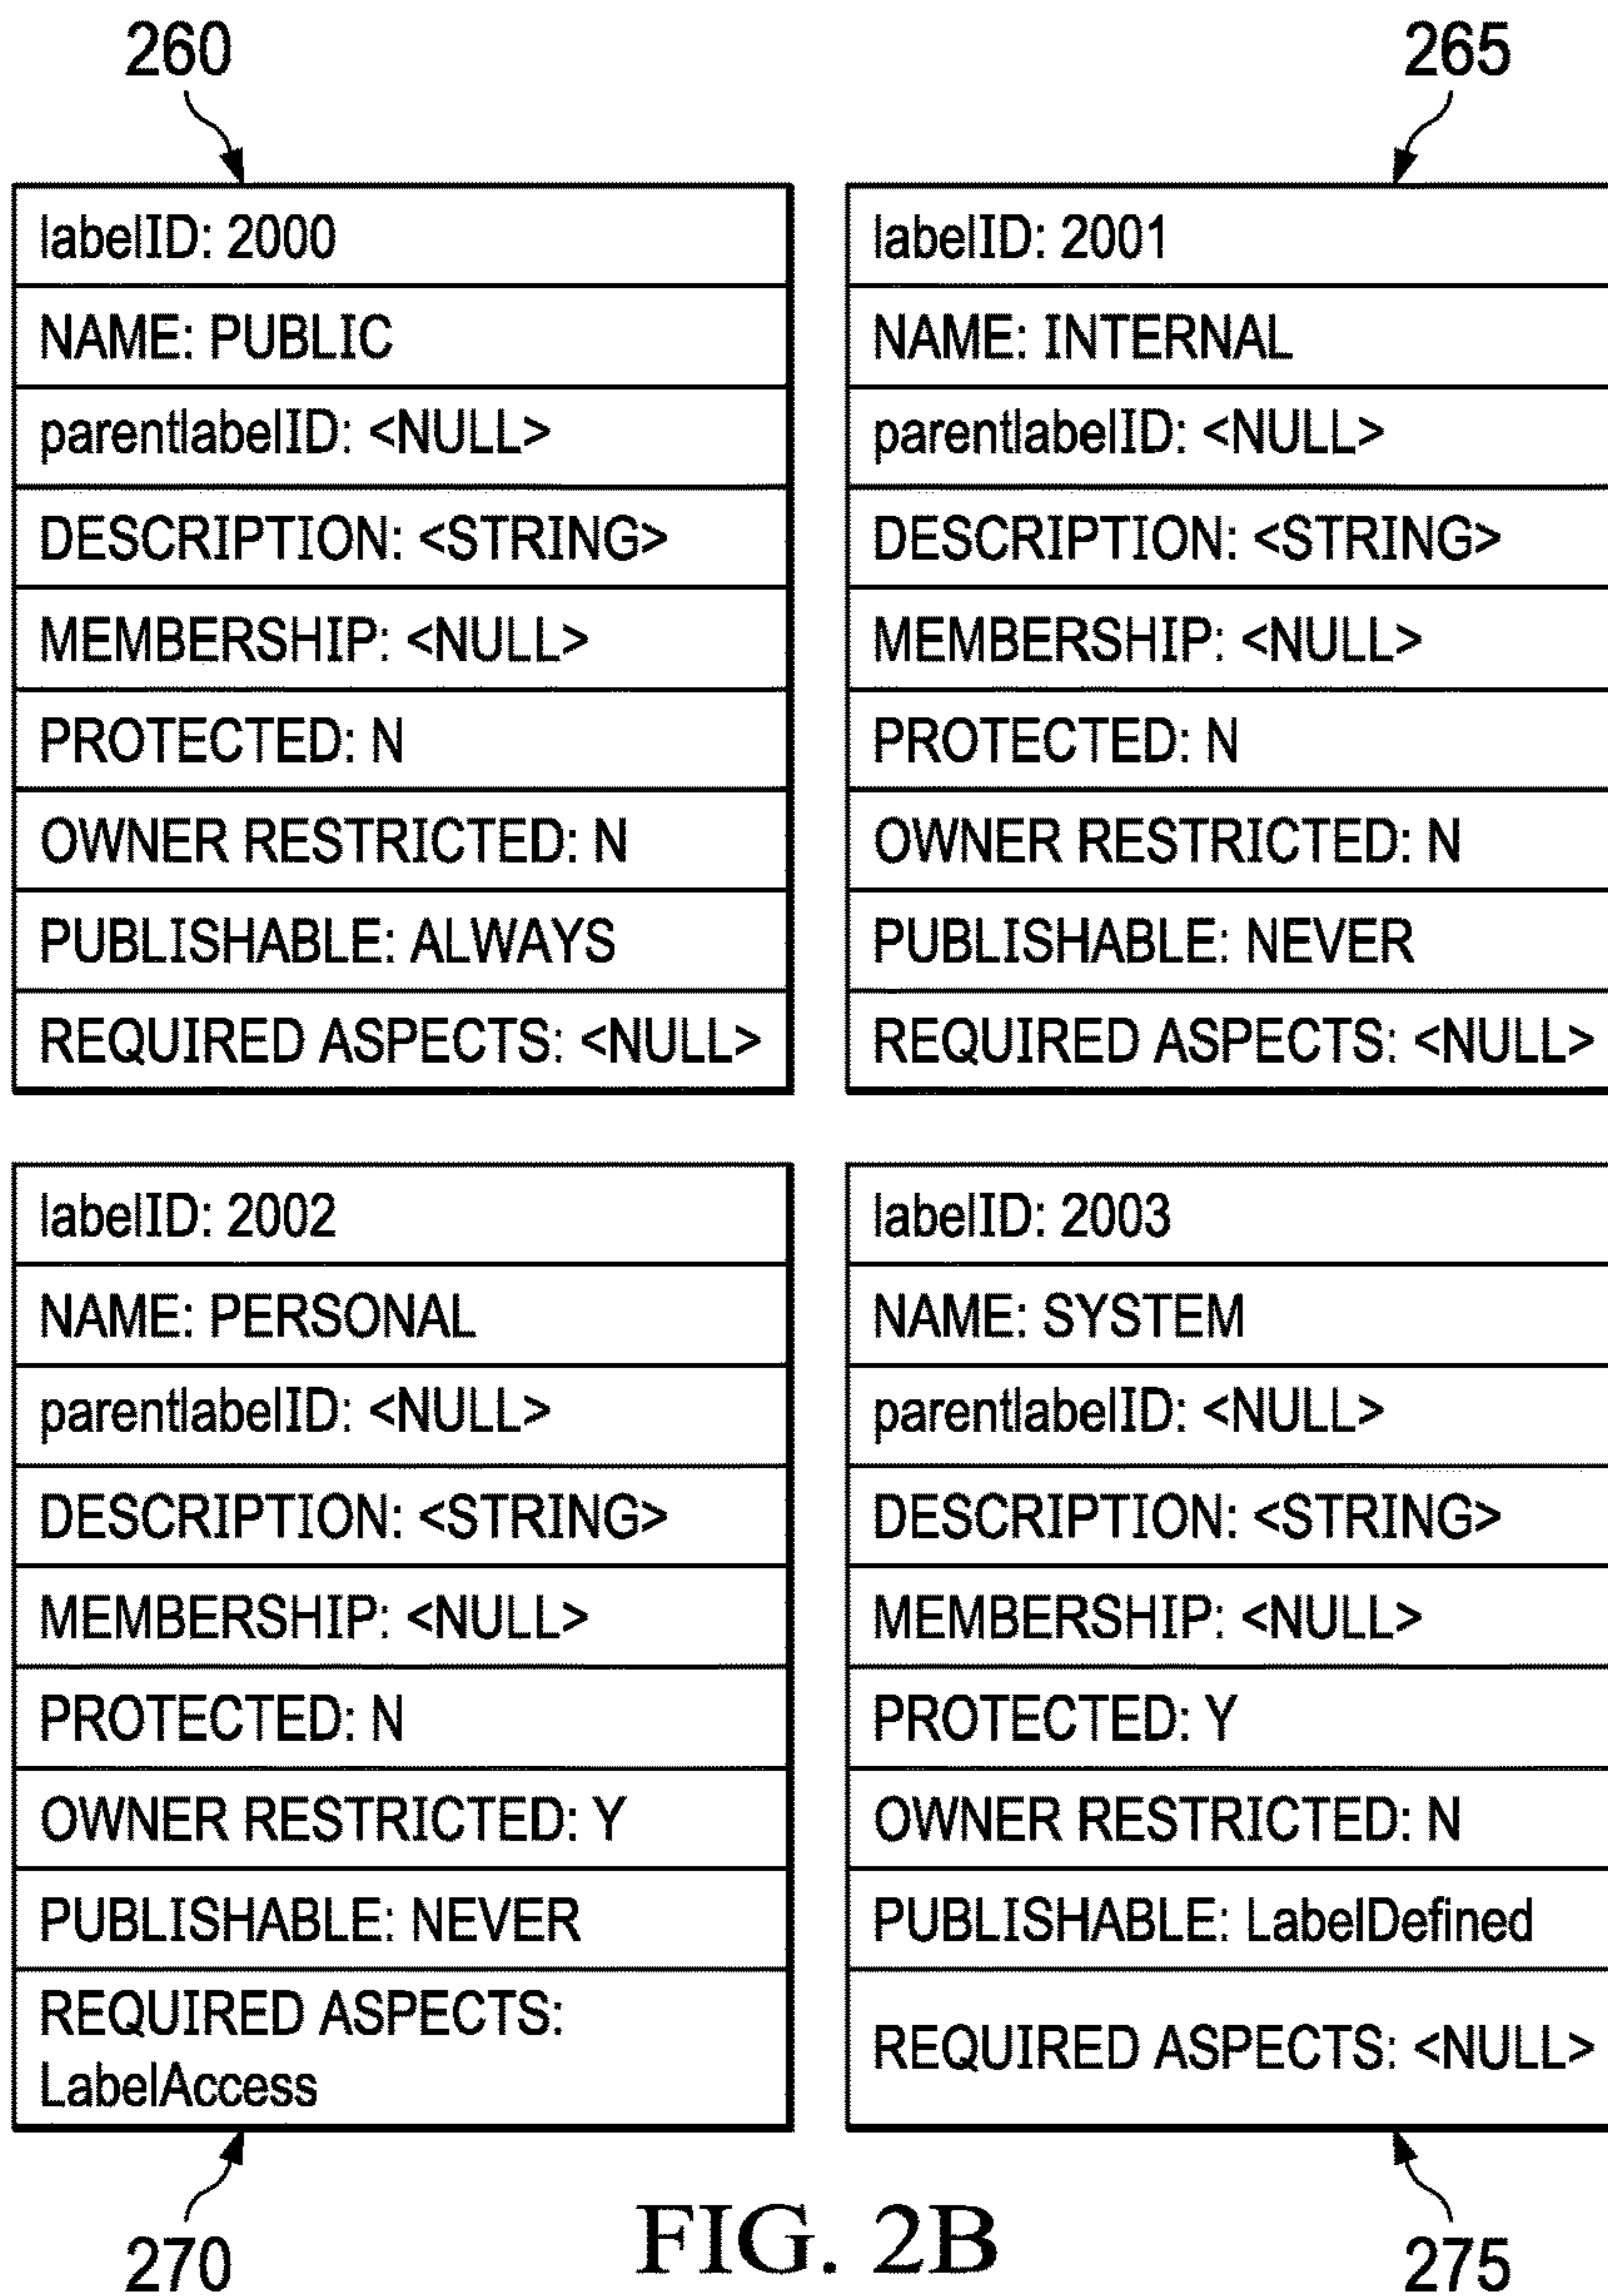 260
265
labelID: 2000
NAME: PUBLIC
parentlabelID: <NULL>
DESCRIPTION: <STRING>
MEMBERSHIP: <NULL>
PROTECTED: N
OWNER RESTRICTED: N
PUBLISHABLE: ALWAYS
REQUIRED ASPECTS: <NULL>
labelID: 2001
NAME: INTERNAL
parentlabelID: <NULL>
DESCRIPTION: <STRING>
MEMBERSHIP: <NULL>
PROTECTED: N
OWNER RESTRICTED: N
PUBLISHABLE: NEVER
REQUIRED ASPECTS: <NULL>
labelID: 2002
NAME: PERSONAL
parentlabelID: <NULL>
DESCRIPTION: <STRING>
MEMBERSHIP: <NULL>
PROTECTED: N
OWNER RESTRICTED: Y
PUBLISHABLE: NEVER
REQUIRED ASPECTS:
LabelAccess
labelID: 2003
NAME: SYSTEM
parentlabelID: <NULL>
DESCRIPTION: <STRING>
MEMBERSHIP: <NULL>
PROTECTED: Y
OWNER RESTRICTED: N
PUBLISHABLE: LabelDefined
REQUIRED ASPECTS: <NULL>
270
FIG. 2B
275